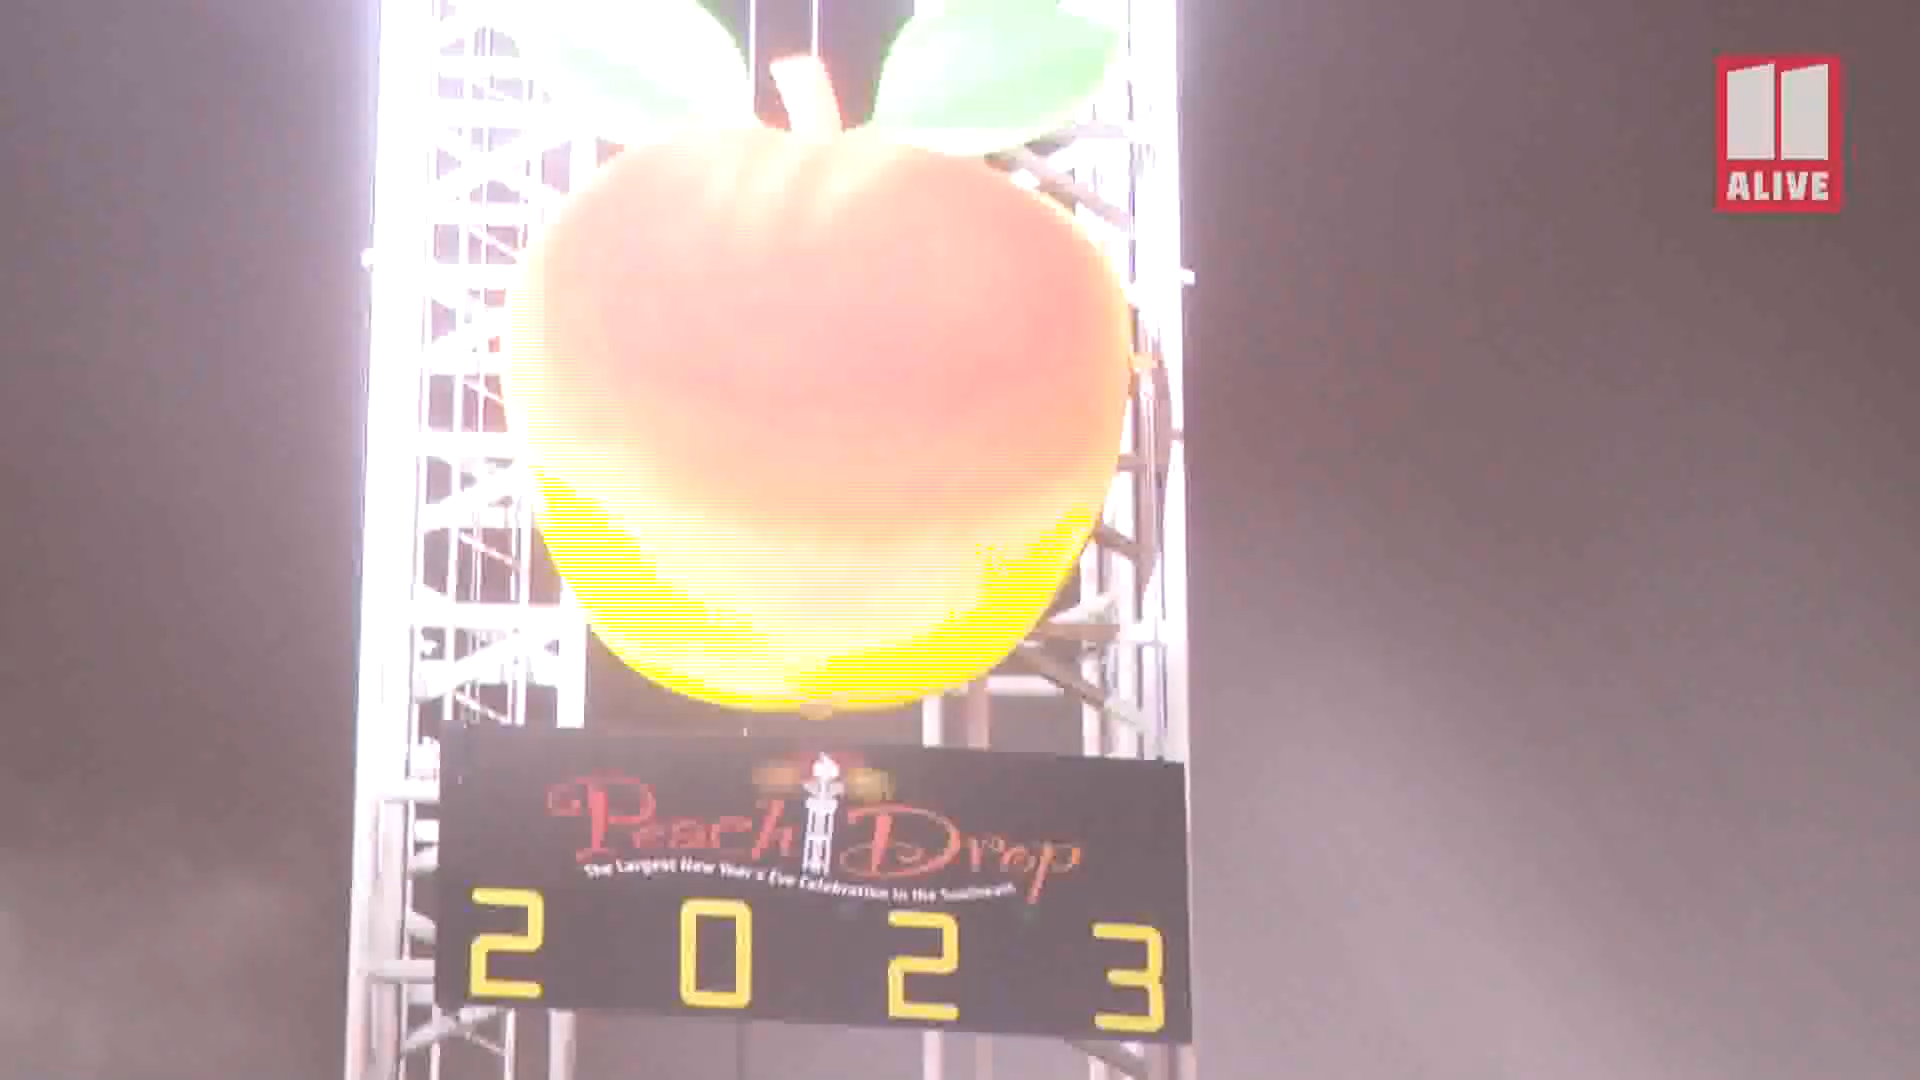 11
ALIVE
Peach Drop
The Largest New Year's Eve Celebration in the Southeast
2 0 2 3